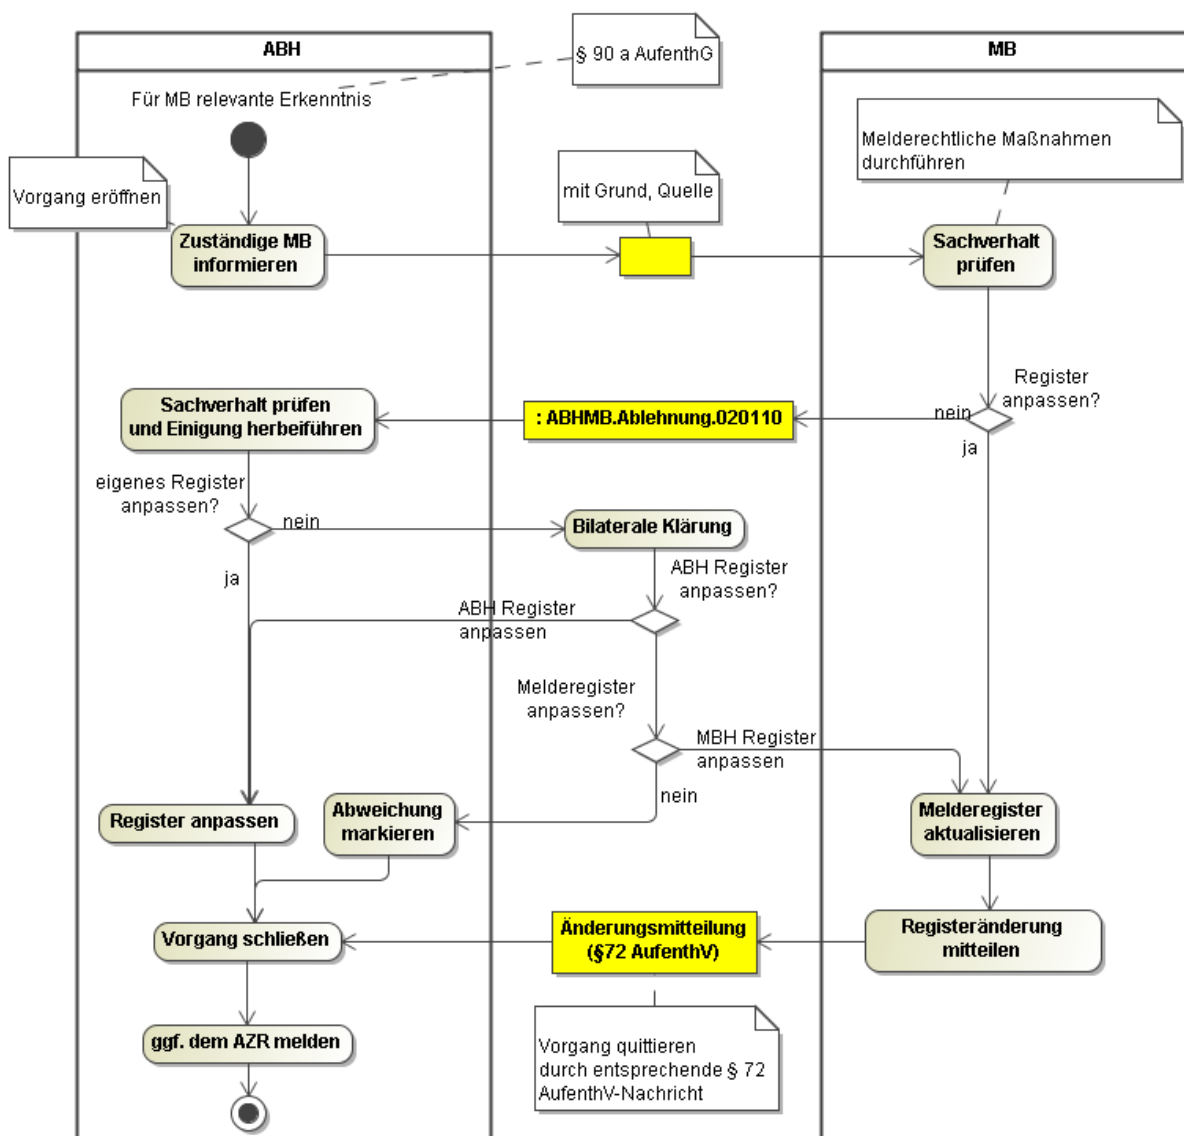 ABH
§ 90 a AufenthG
MB
Für MB relevante Erkenntnis
Melderechtliche Maßnahmen
durchführen
Vorgang eröffnen
mit Grund, Quelle
Zuständige MB
informieren
Sachverhalt
prüfen
Register
anpassen?
nein
ja
: ABHMB.Ablehnung.020110
Sachverhalt prüfen
und Einigung herbeiführen
eigenes Register
anpassen?
nein
ja
Bilaterale Klärung
ABH Register
anpassen?
ABH Register
anpassen
Melderegister
anpassen?
MBH Register
anpassen
nein
Register anpassen
Abweichung
markieren
Melderegister
aktualisieren
Vorgang schließen
Änderungsmitteilung
(§72 AufenthV)
Registeränderung
mitteilen
ggf. dem AZR melden
Vorgang quittieren
durch entsprechende § 72
AufenthV-Nachricht